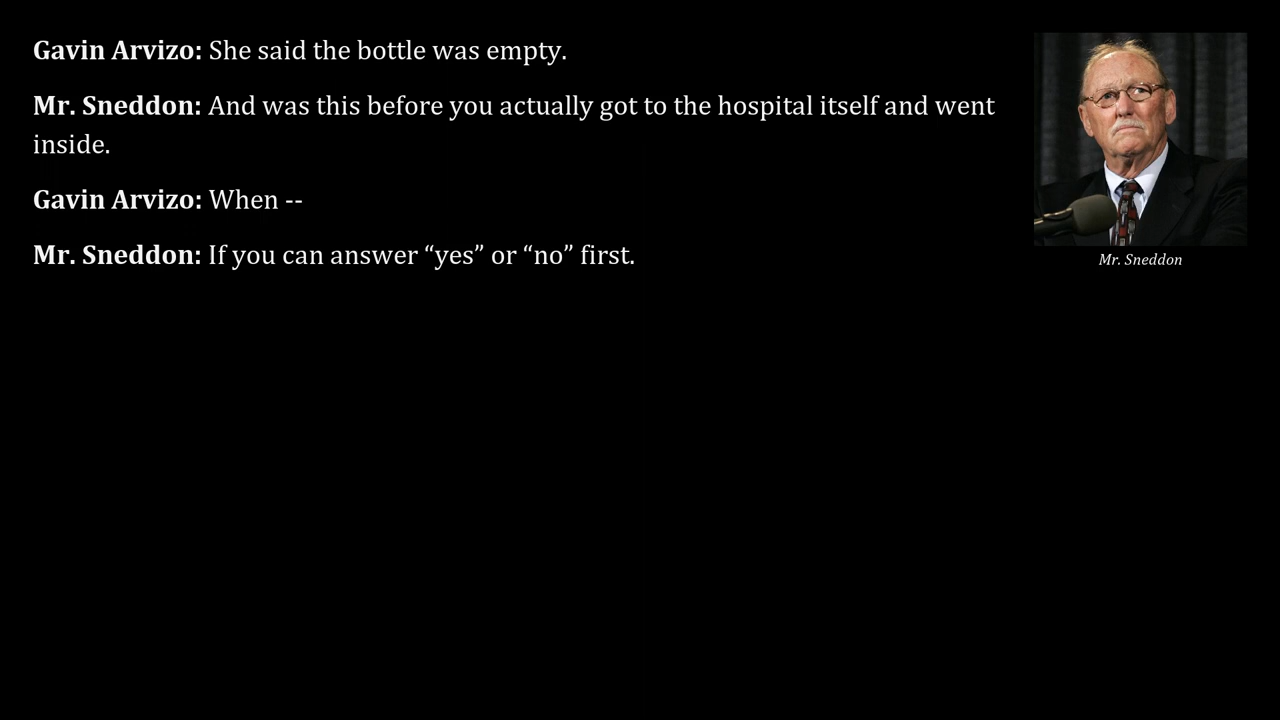 Gavin Arvizo: She said the bottle was empty.
Mr. Sneddon: And was this before you actually got to the hospital itself and went
inside.
Gavin Arvizo: When --
Mr. Sneddon: If you can answer “yes” or “no” first.
Mr. Sneddon